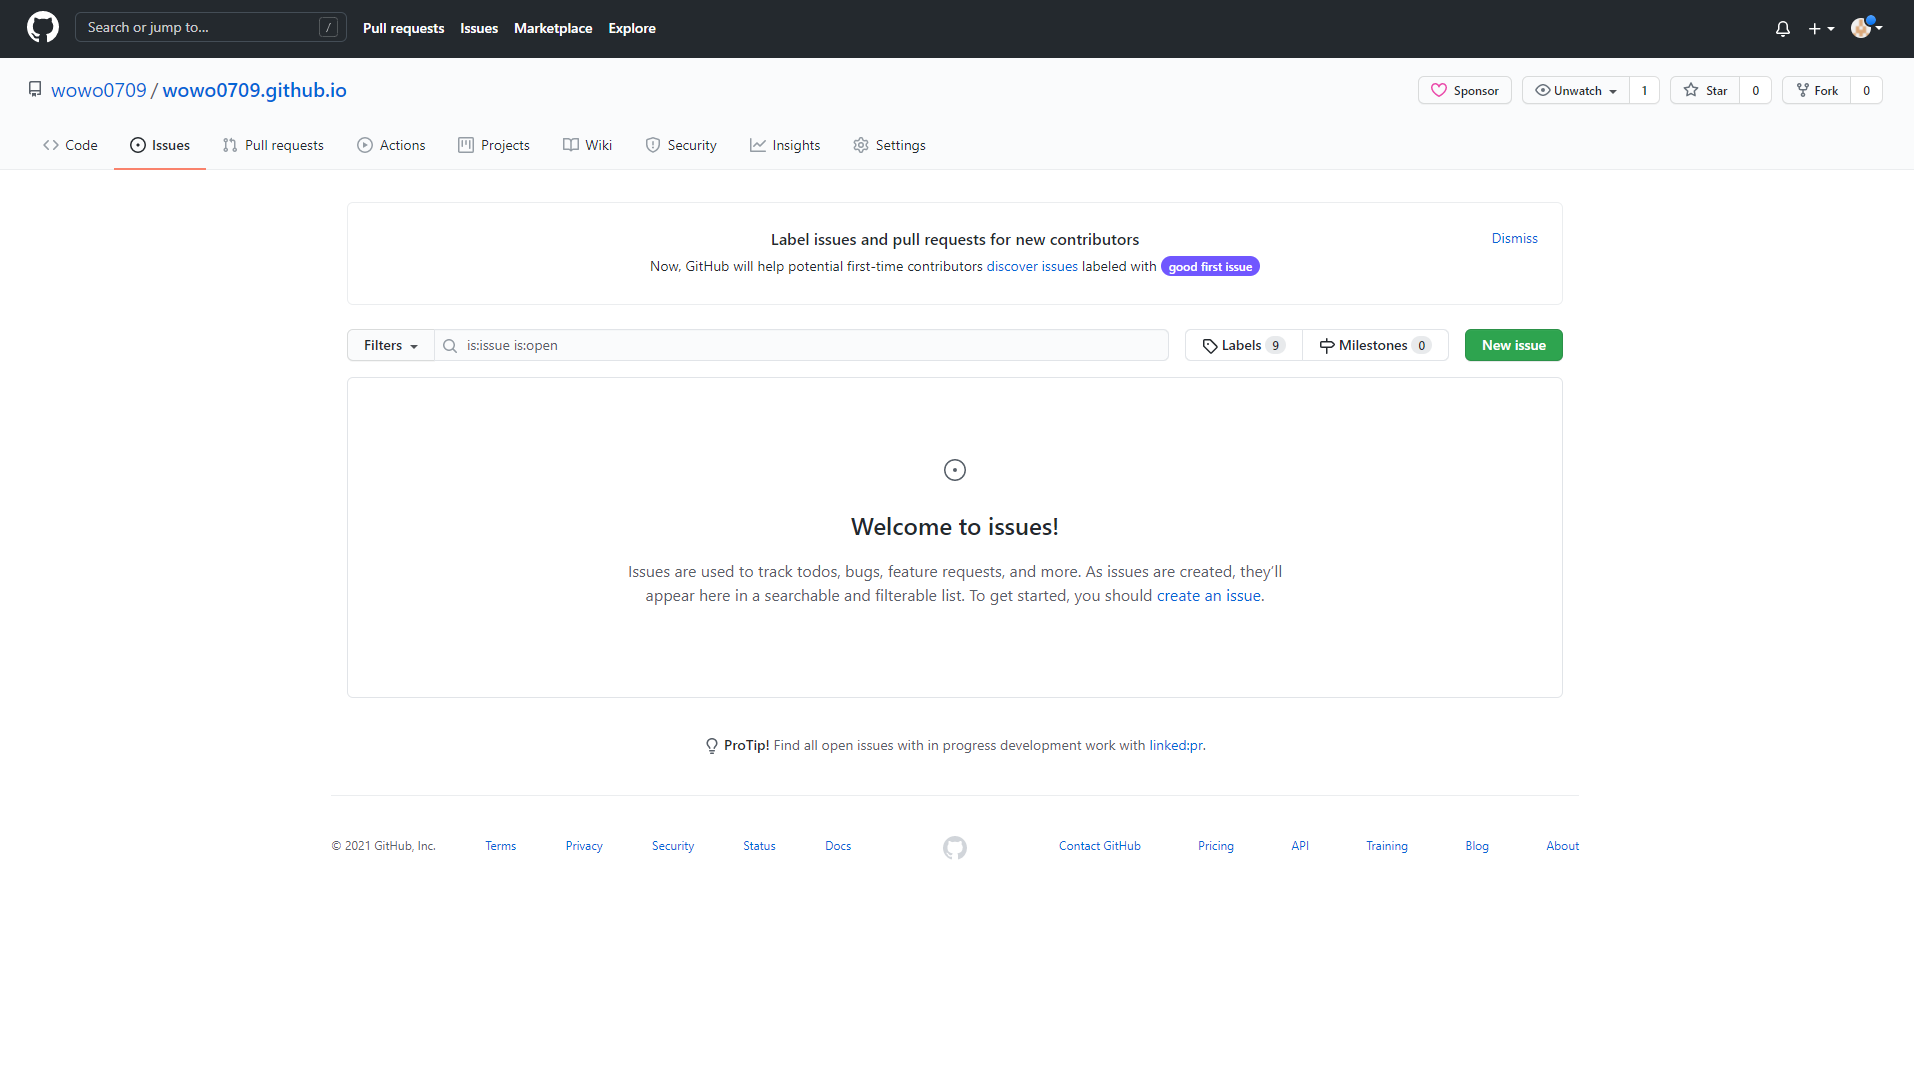 Search or jump to... /
Pull requests Issues Marketplace Explore
wowo0709 / wowo0709.github.io
Sponsor Unwatch 1 Star 0 Fork 0
Code Issues Pull requests Actions Projects Wiki Security Insights Settings
Label issues and pull requests for new contributors
Dismiss
Now, GitHub will help potential first-time contributors discover issues labeled with good first issue
Filters is:issue is:open Labels 9 Milestones 0 New issue
Welcome to issues!
Issues are used to track todos, bugs, feature requests, and more. As issues are created, they’ll
appear here in a searchable and filterable list. To get started, you should create an issue.
ProTip! Find all open issues with in progress development work with linked:pr.
© 2021 GitHub, Inc. Terms Privacy Security Status Docs Contact GitHub Pricing API Training Blog About